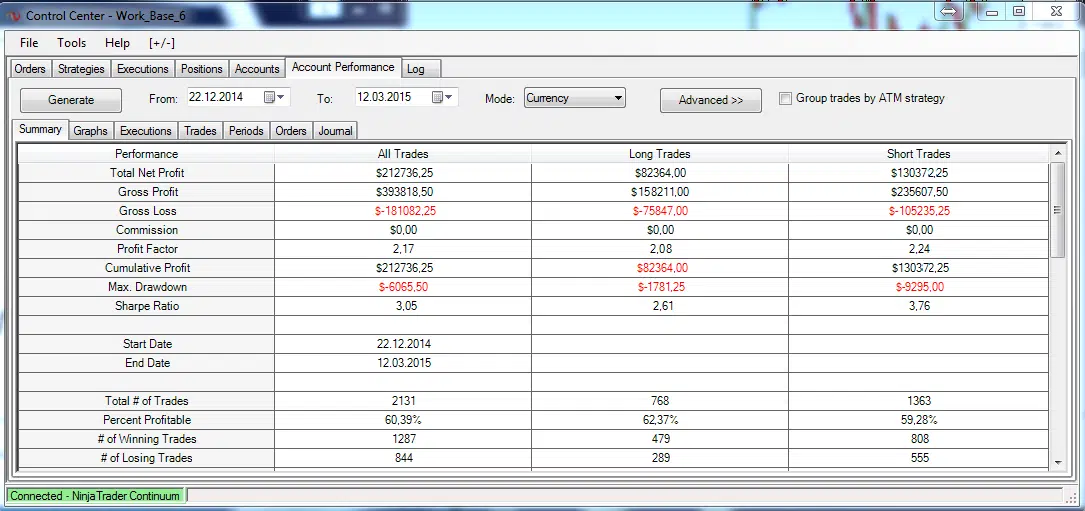 Control Center - Work_Base_6
File Tools Help [+/-]
Orders Strategies Executions Positions Accounts Account Performance Log
Generate From: 22.12.2014 To: 12.03.2015 Mode: Currency Advanced >> Group trades by ATM strategy
Summary Graphs Executions Trades Periods Orders Journal
Performance All Trades Long Trades Short Trades
Total Net Profit $212736,25 $82364,00 $130372,25
Gross Profit $393818,50 $158211,00 $235607,50
Gross Loss $-181082,25 $-75847,00 $-105235,25
Commission $0,00 $0,00 $0,00
Profit Factor 2,17 2,08 2,24
Cumulative Profit $212736,25 $82364,00 $130372,25
Max. Drawdown $-6065,50 $-1781,25 $-9295,00
Sharpe Ratio 3,05 2,61 3,76
Start Date 22.12.2014
End Date 12.03.2015
Total # of Trades 2131 768 1363
Percent Profitable 60,39% 62,37% 59,28%
# of Winning Trades 1287 479 808
# of Losing Trades 844 289 555
Connected - NinjaTrader Continuum